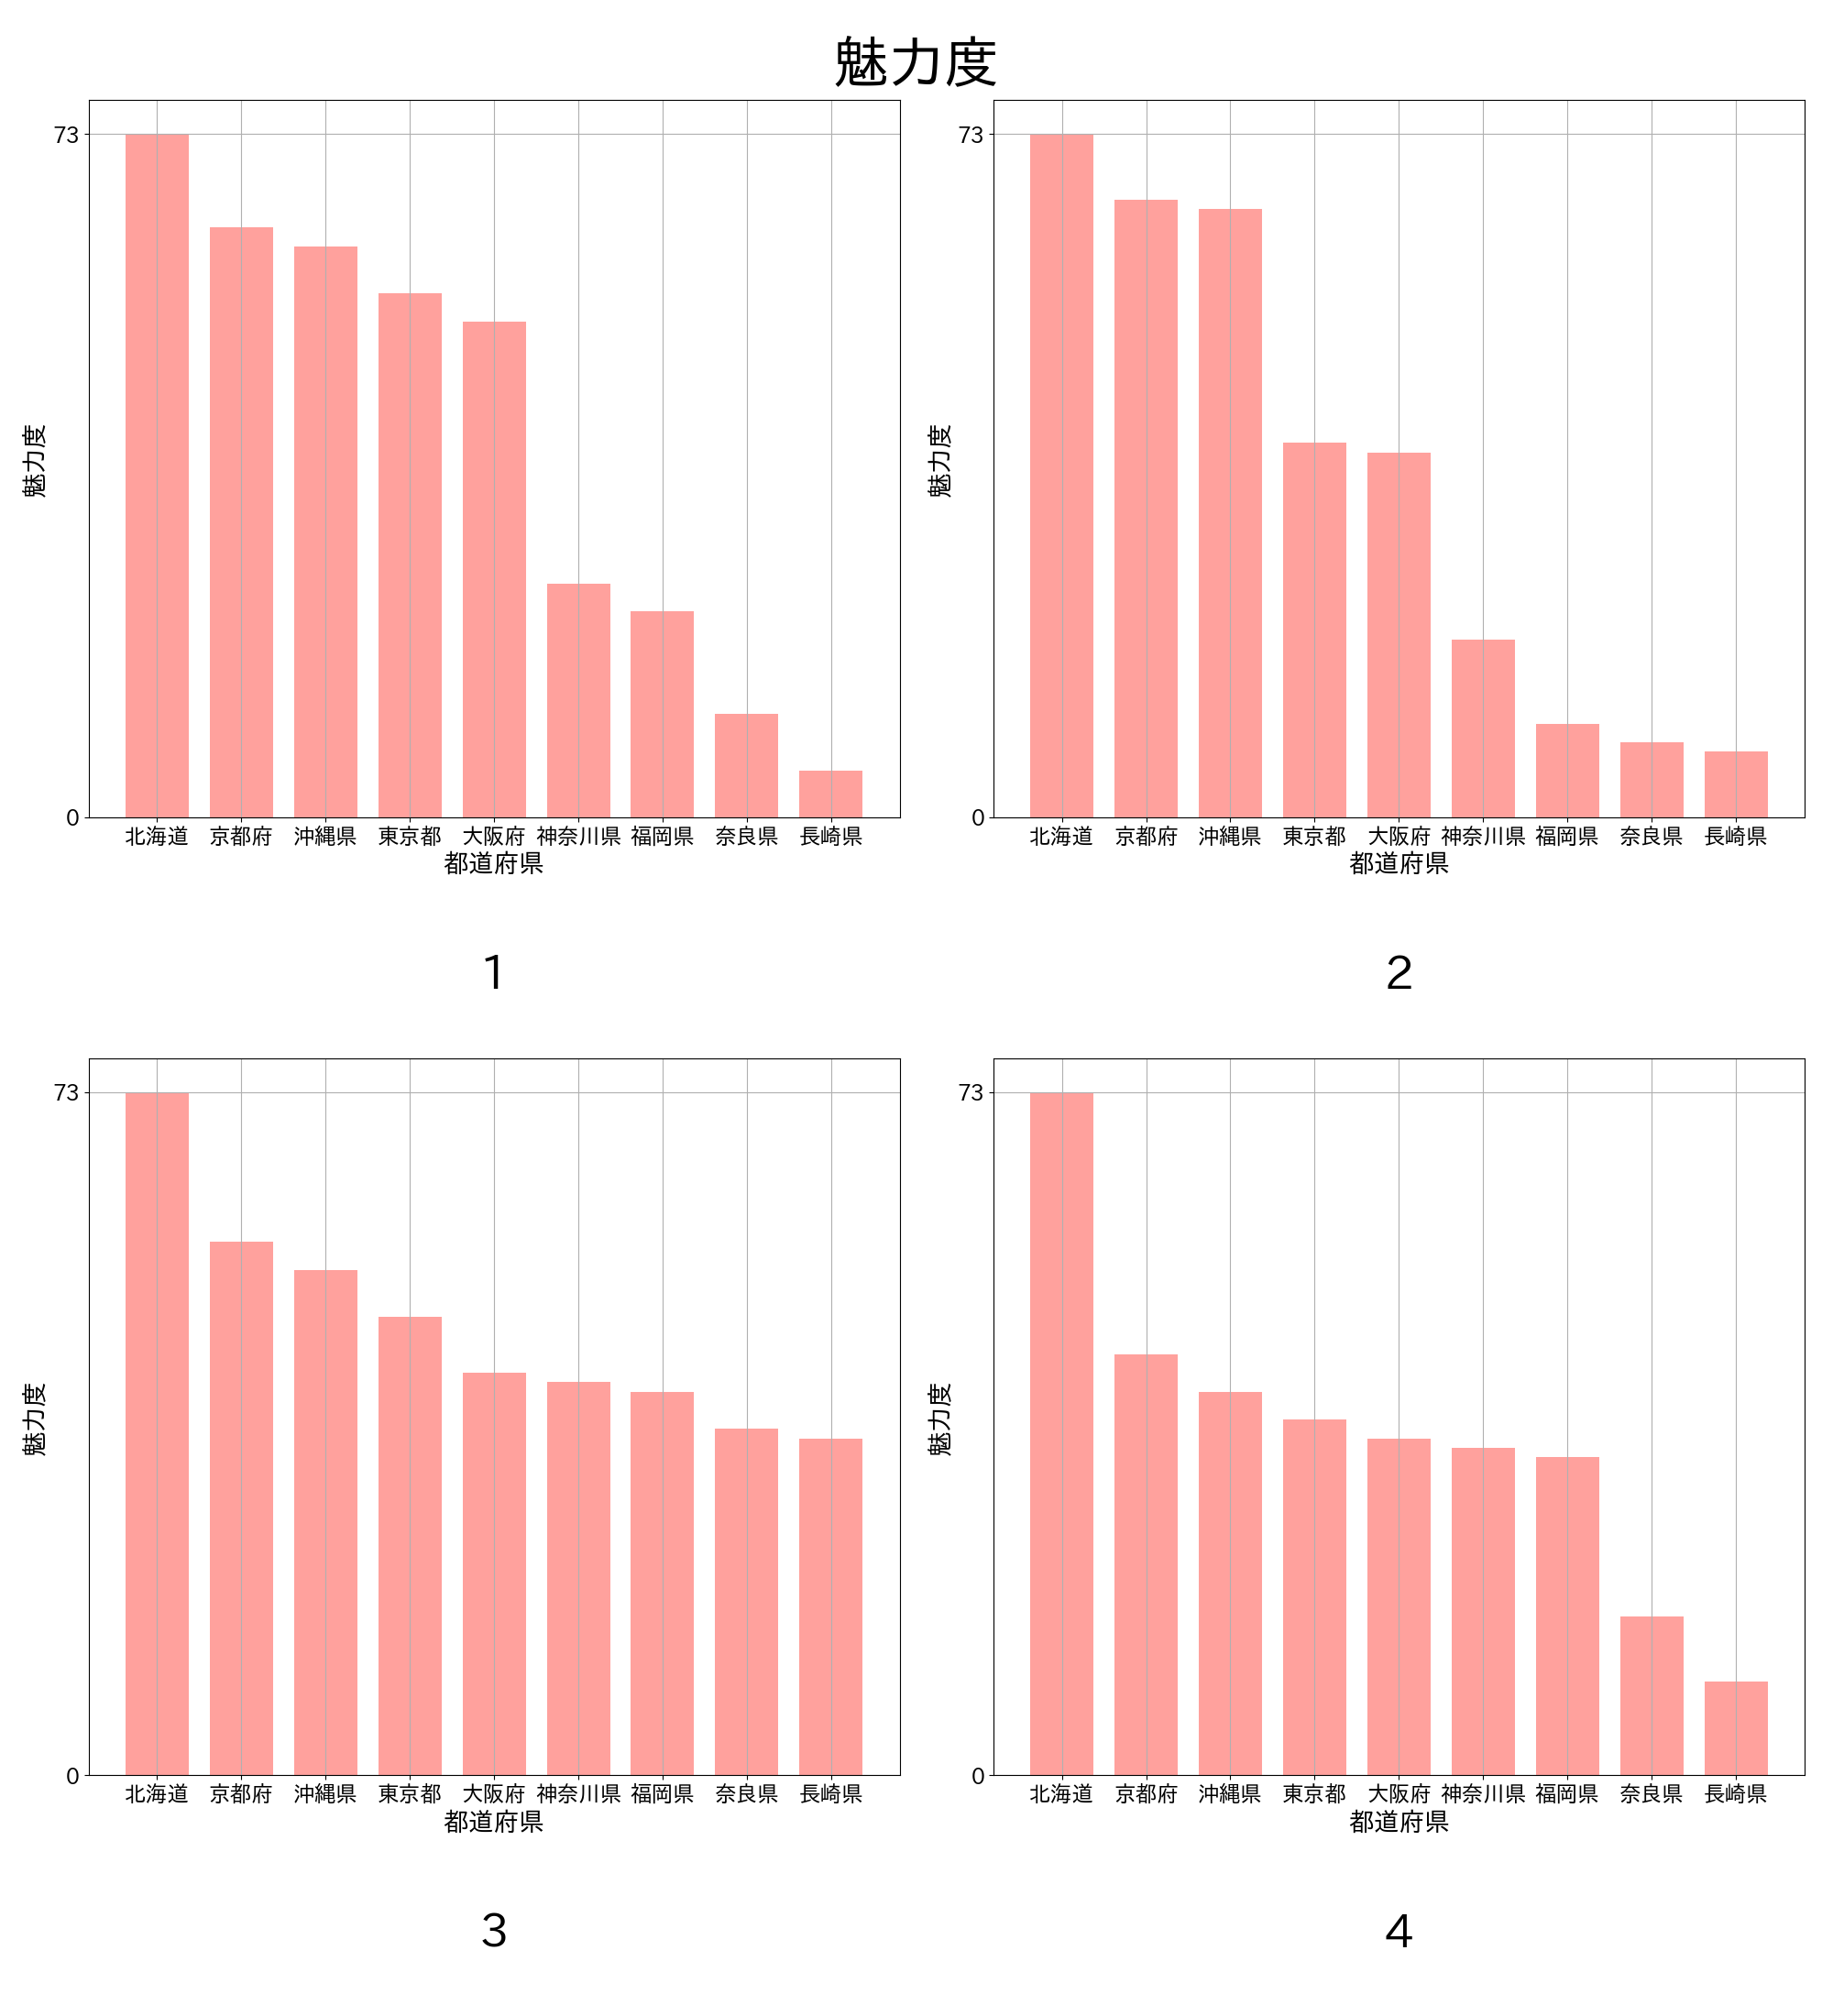 魅力度
73
0
魅力度
北海道 京都府 沖縄県 東京都 大阪府 神奈川県 福岡県 奈良県 長崎県
都道府県
1
73
0
魅力度
北海道 京都府 沖縄県 東京都 大阪府 神奈川県 福岡県 奈良県 長崎県
都道府県
2
73
0
魅力度
北海道 京都府 沖縄県 東京都 大阪府 神奈川県 福岡県 奈良県 長崎県
都道府県
3
73
0
魅力度
北海道 京都府 沖縄県 東京都 大阪府 神奈川県 福岡県 奈良県 長崎県
都道府県
4